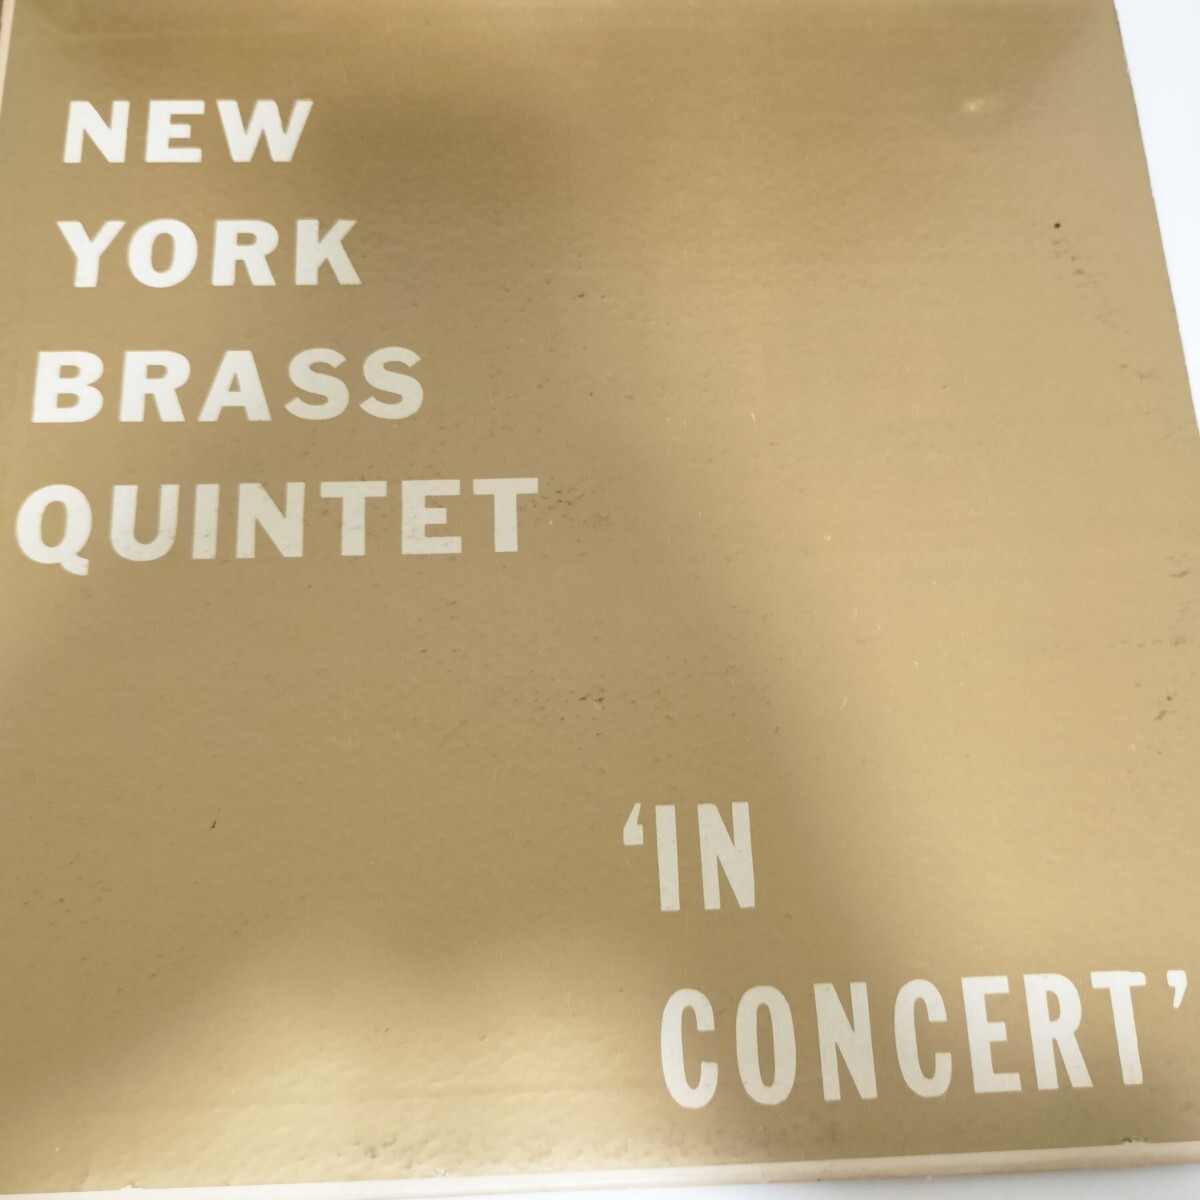 NEW
YORK
BRASS
QUINTET
‘IN
CONCERT’